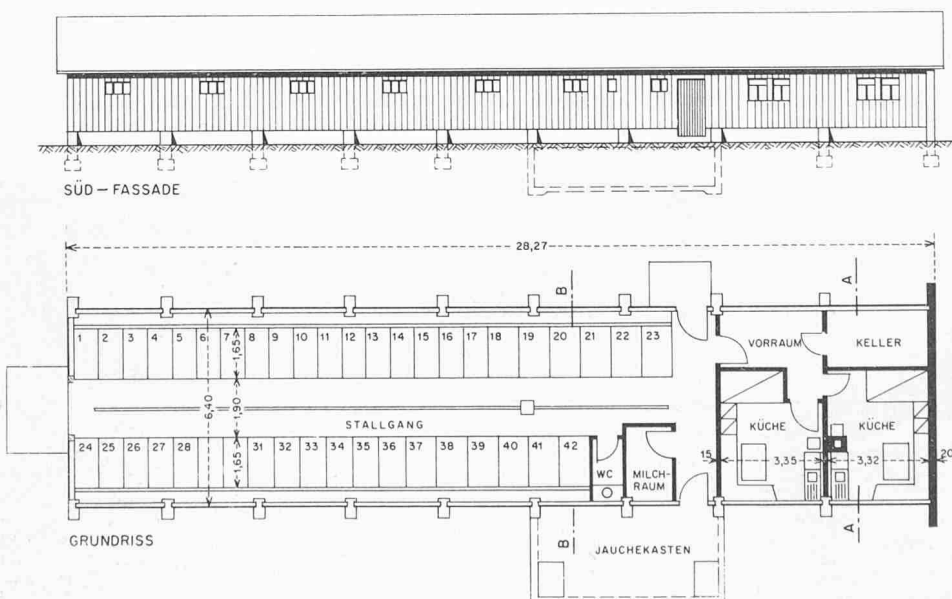 SÜD – FASSADE
28,27
B A
1 2 3 4 5 6 7 8 9 10 11 12 13 14 15 16 17 18 19 20 21 22 23
1,65
VORRAUM KELLER
6,40
1,90
STALLGANG
KÜCHE KÜCHE
24 25 26 27 28 31 32 33 34 35 36 37 38 39 40 41 42
1,65
WC MILCH-
RAUM
15 3,35 3,32 20
GRUNDRISS
B JAUCHEKASTEN A